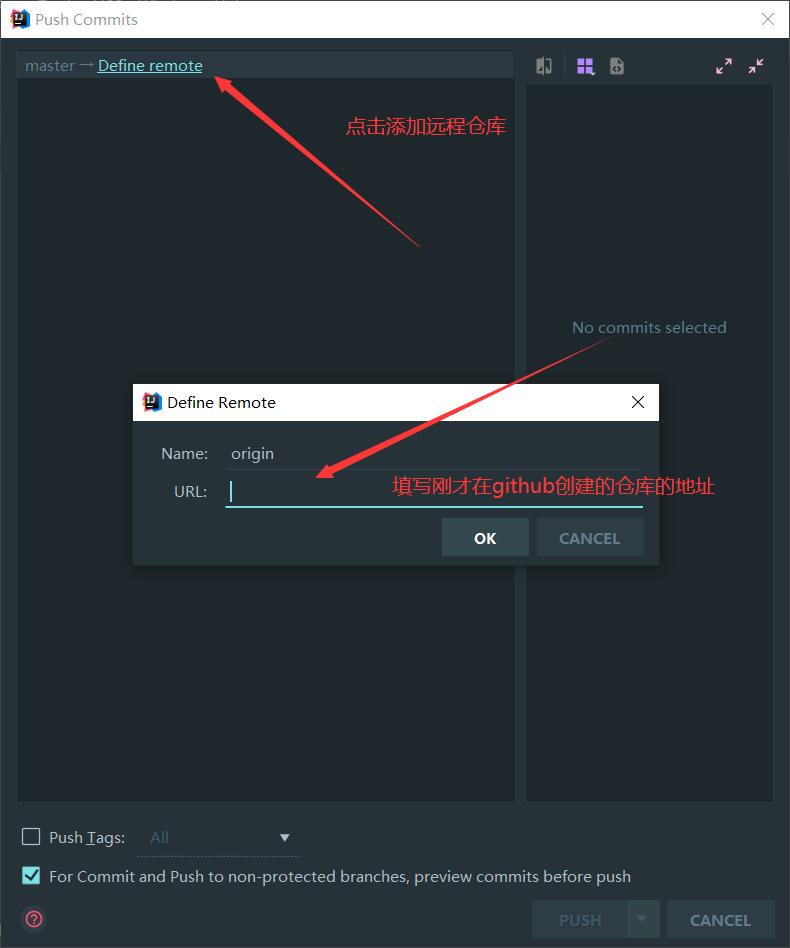 Push Commits
master → Define remote
点击添加远程仓库
No commits selected
Define Remote
Name: origin
URL:
填写刚才在github创建的仓库的地址
OK CANCEL
Push Tags: All
For Commit and Push to non-protected branches, preview commits before push
PUSH CANCEL